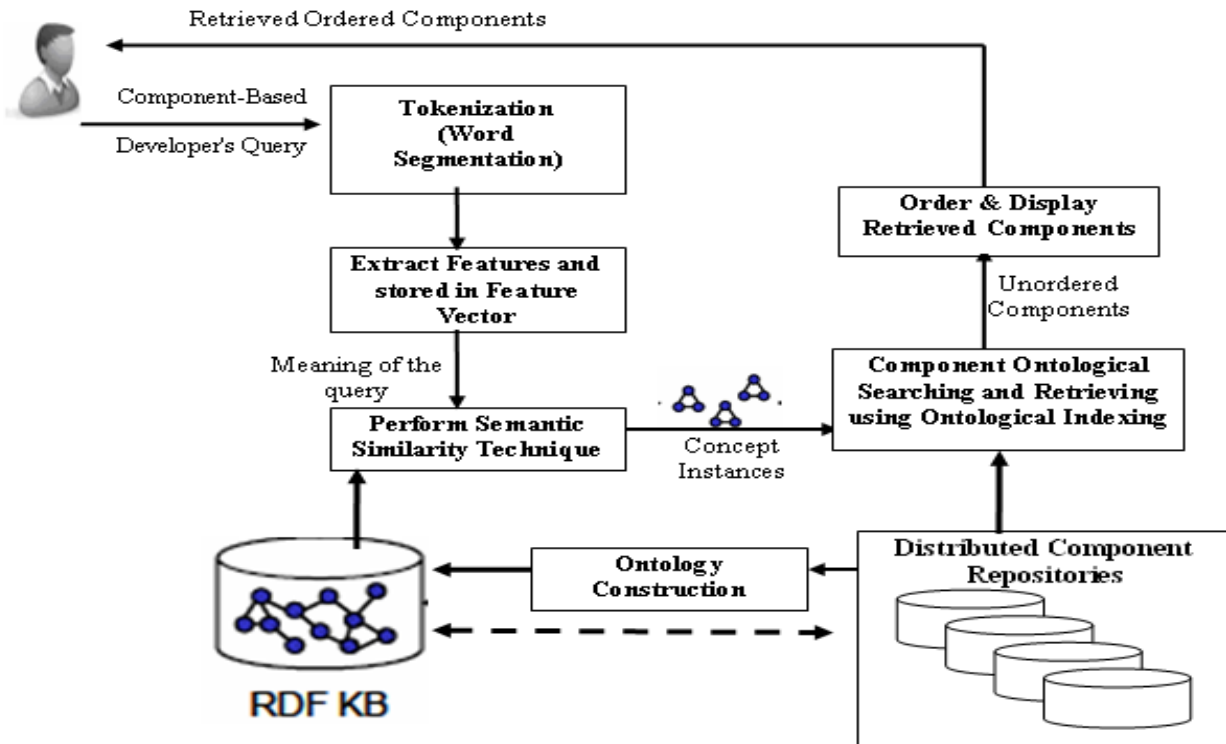 Retrieved Ordered Components
Component-Based
Developer's Query
Tokenization
(Word
Segmentation)
Order & Display
Retrieved Components
Extract Features and
stored in Feature
Vector
Unordered
Components
Meaning of the
query
Component Ontological
Searching and Retrieving
using Ontological Indexing
Perform Semantic
Similarity Technique
Concept
Instances
Distributed Component
Repositories
Ontology
Construction
RDF KB